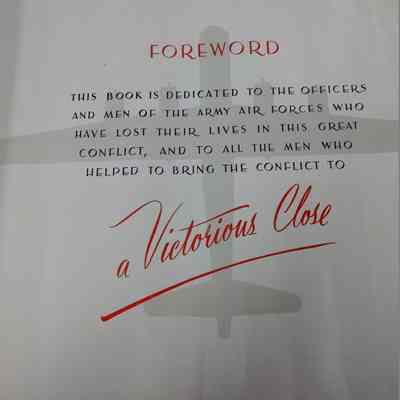 FOREWORD
THIS BOOK IS DEDICATED TO THE OFFICERS
AND MEN OF THE ARMY AIR FORCES WHO
HAVE LOST THEIR LIVES IN THIS GREAT
CONFLICT, AND TO ALL THE MEN WHO
HELPED TO BRING THE CONFLICT TO
a Victorious Close